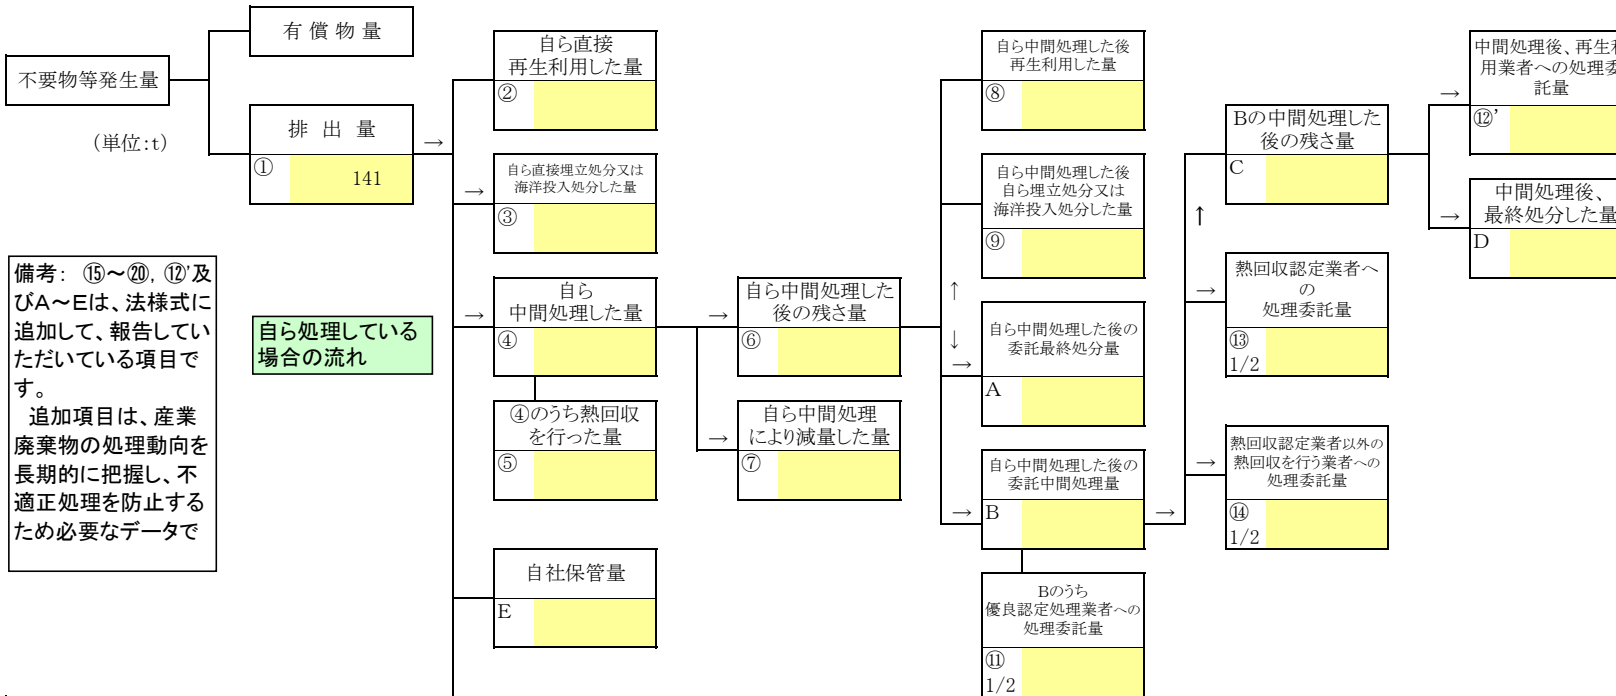 有 償 物 量
不要物等発生量
(単位:t)
排 出 量
①
141
→
備考: ⑮～⑳, ⑫'及
びA～Eは、法様式に
追加して、報告してい
ただいている項目で
す。
追加項目は、産業
廃棄物の処理動向を
長期的に把握し、不
適正処理を防止する
ため必要なデータで
自ら処理している
場合の流れ
自ら直接
再生利用した量
②
→
自ら直接埋立処分又は
海洋投入処分した量
③
→
自ら
中間処理した量
④
④のうち熱回収
を行った量
⑤
自社保管量
E
→
自ら中間処理した
後の残さ量
⑥
→
自ら中間処理
により減量した量
⑦
自ら中間処理した後
再生利用した量
⑧
自ら中間処理した後
自ら埋立処分又は
海洋投入処分した量
⑨
↑
↓
→
自ら中間処理した後の
委託最終処分量
A
→
自ら中間処理した後の
委託中間処理量
B
Bのうち
優良認定処理業者への
処理委託量
⑪
1/2
→
↑
Bの中間処理した
後の残さ量
C
→
熱回収認定業者へ
の
処理委託量
⑬
1/2
→
熱回収認定業者以外の
熱回収を行う業者への
処理委託量
⑭
1/2
→
中間処理後、再生利
用業者への処理委
託量
⑫'
→
中間処理後、
最終処分した量
D